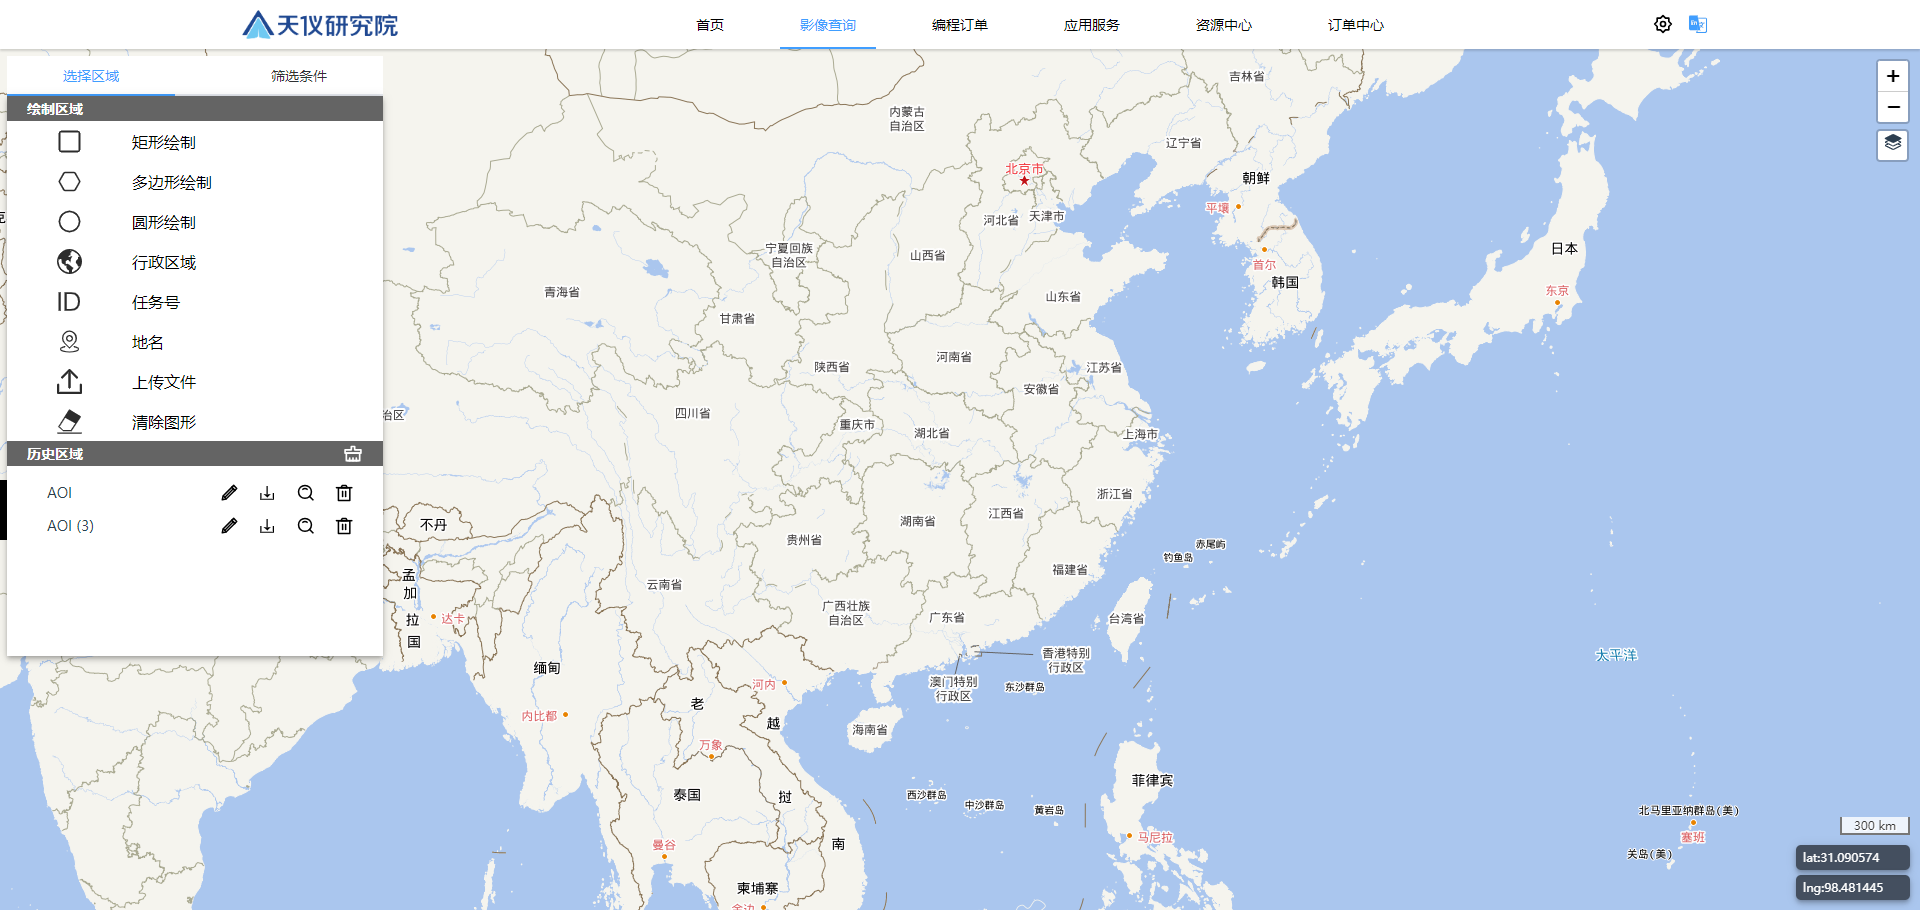 天仪研究院
首页
影像查询
编程订单
应用服务
资源中心
订单中心
选择区域
筛选条件
绘制区域
矩形绘制
多边形绘制
圆形绘制
行政区域
ID 任务号
地名
上传文件
清除图形
历史区域
AOI
AOI (3)
+
−
吉林省
内蒙古
自治区
辽宁省
北京市
朝鲜
平壤
河北省
天津市
宁夏回族
自治区
山西省
日本
首尔
韩国
青海省
山东省
东京
甘肃省
陕西省
河南省
江苏省
安徽省
治区
四川省
重庆市
湖北省
上海市
浙江省
不丹
湖南省
江西省
贵州省
赤尾屿
钓鱼岛
孟
加
拉
国
云南省
福建省
达卡
广西壮族
自治区
广东省
台湾省
香港特别
行政区
太平洋
缅甸
河内
澳门特别
行政区
东沙群岛
老
内比都
越
海南省
万象
菲律宾
泰国
挝
西沙群岛
中沙群岛
黄岩岛
北马里亚纳群岛(美)
300 km
马尼拉
塞班
曼谷
南
关岛(美)
柬埔寨
金边
lat:31.090574
lng:98.481445